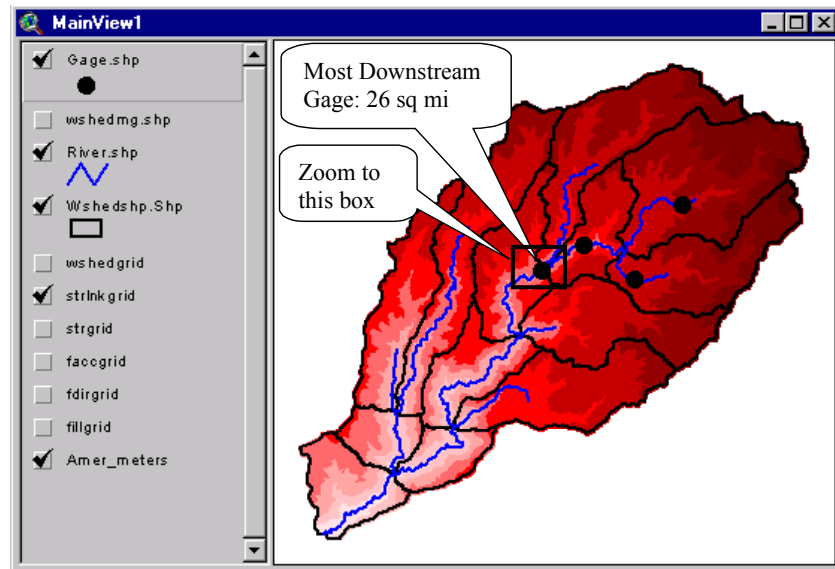 MainView1
Gage.shp
wshedmg.shp
River.shp
Wshedshp.Shp
wshedgrid
strlnkgrid
strgrid
faccgrid
fdirgrid
fillgrid
Amer_meters
Most Downstream
Gage: 26 sq mi
Zoom to
this box